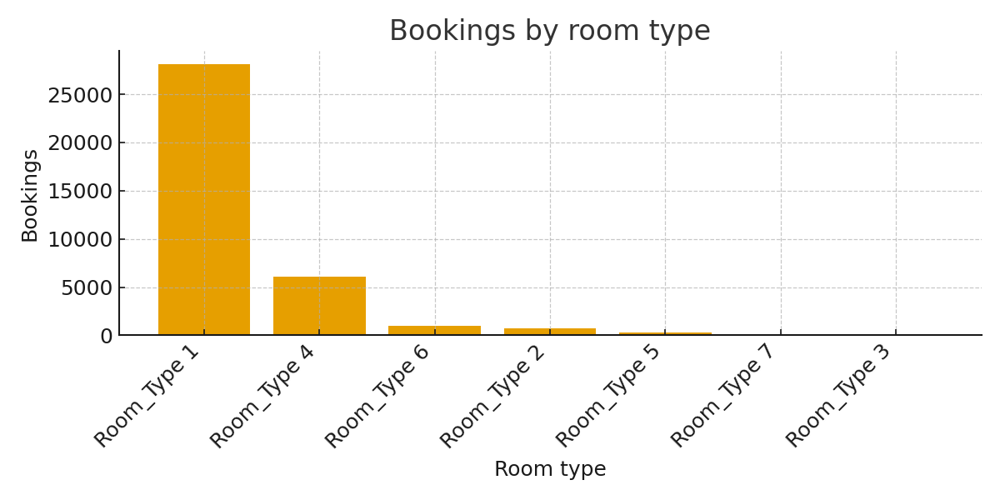 Bookings by room type
Bookings
25000
20000
15000
10000
5000
0
Room_Type 1
Room_Type 4
Room_Type 6
Room_Type 2
Room_Type 5
Room_Type 7
Room_Type 3
Room type